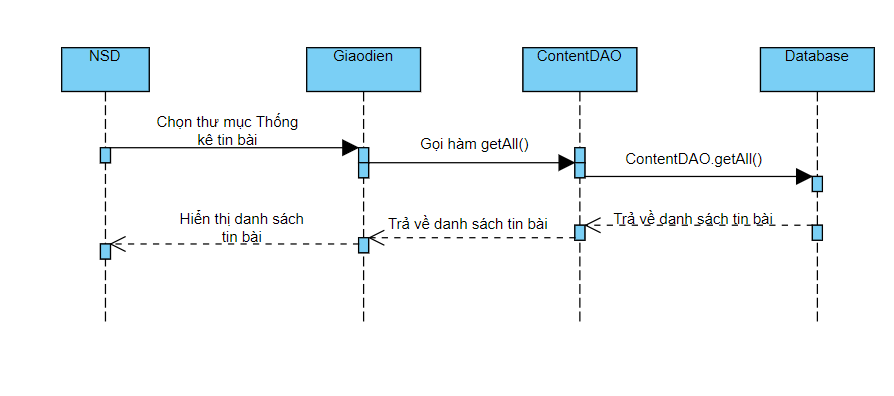 NSD
Giaodien
ContentDAO
Database
Chọn thư mục Thống
kê tin bài
Gọi hàm getAll()
ContentDAO.getAll()
Hiển thị danh sách
tin bài
Trả về danh sách tin bài
Trả về danh sách tin bài